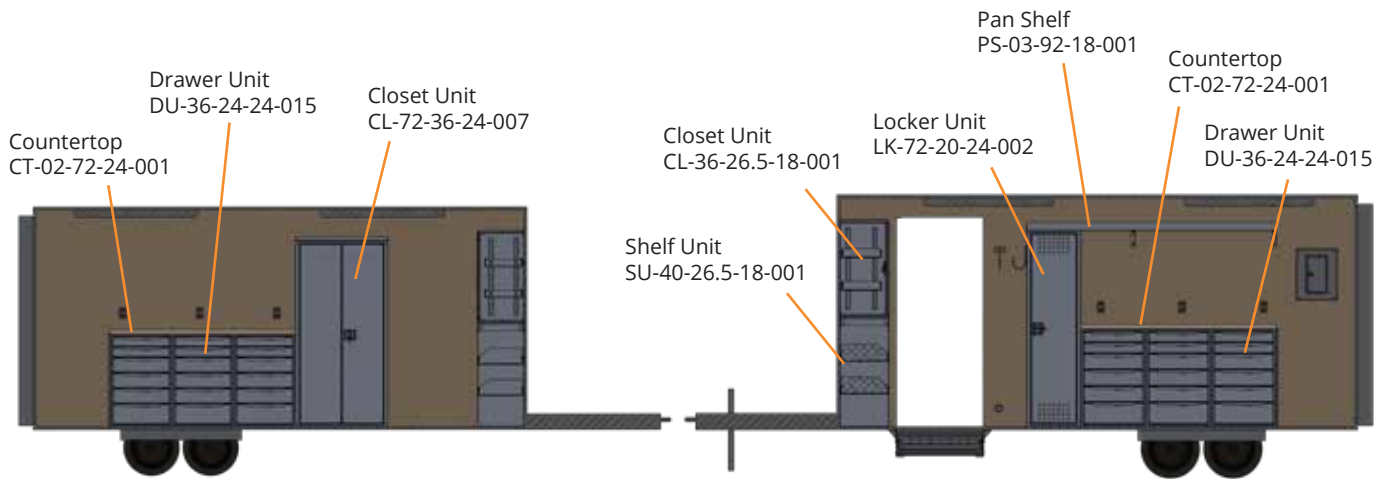 Countertop
CT-02-72-24-001
Drawer Unit
DU-36-24-24-015
Closet Unit
CL-72-36-24-007
Closet Unit
CL-36-26.5-18-001
Shelf Unit
SU-40-26.5-18-001
Locker Unit
LK-72-20-24-002
Pan Shelf
PS-03-92-18-001
Countertop
CT-02-72-24-001
Drawer Unit
DU-36-24-24-015